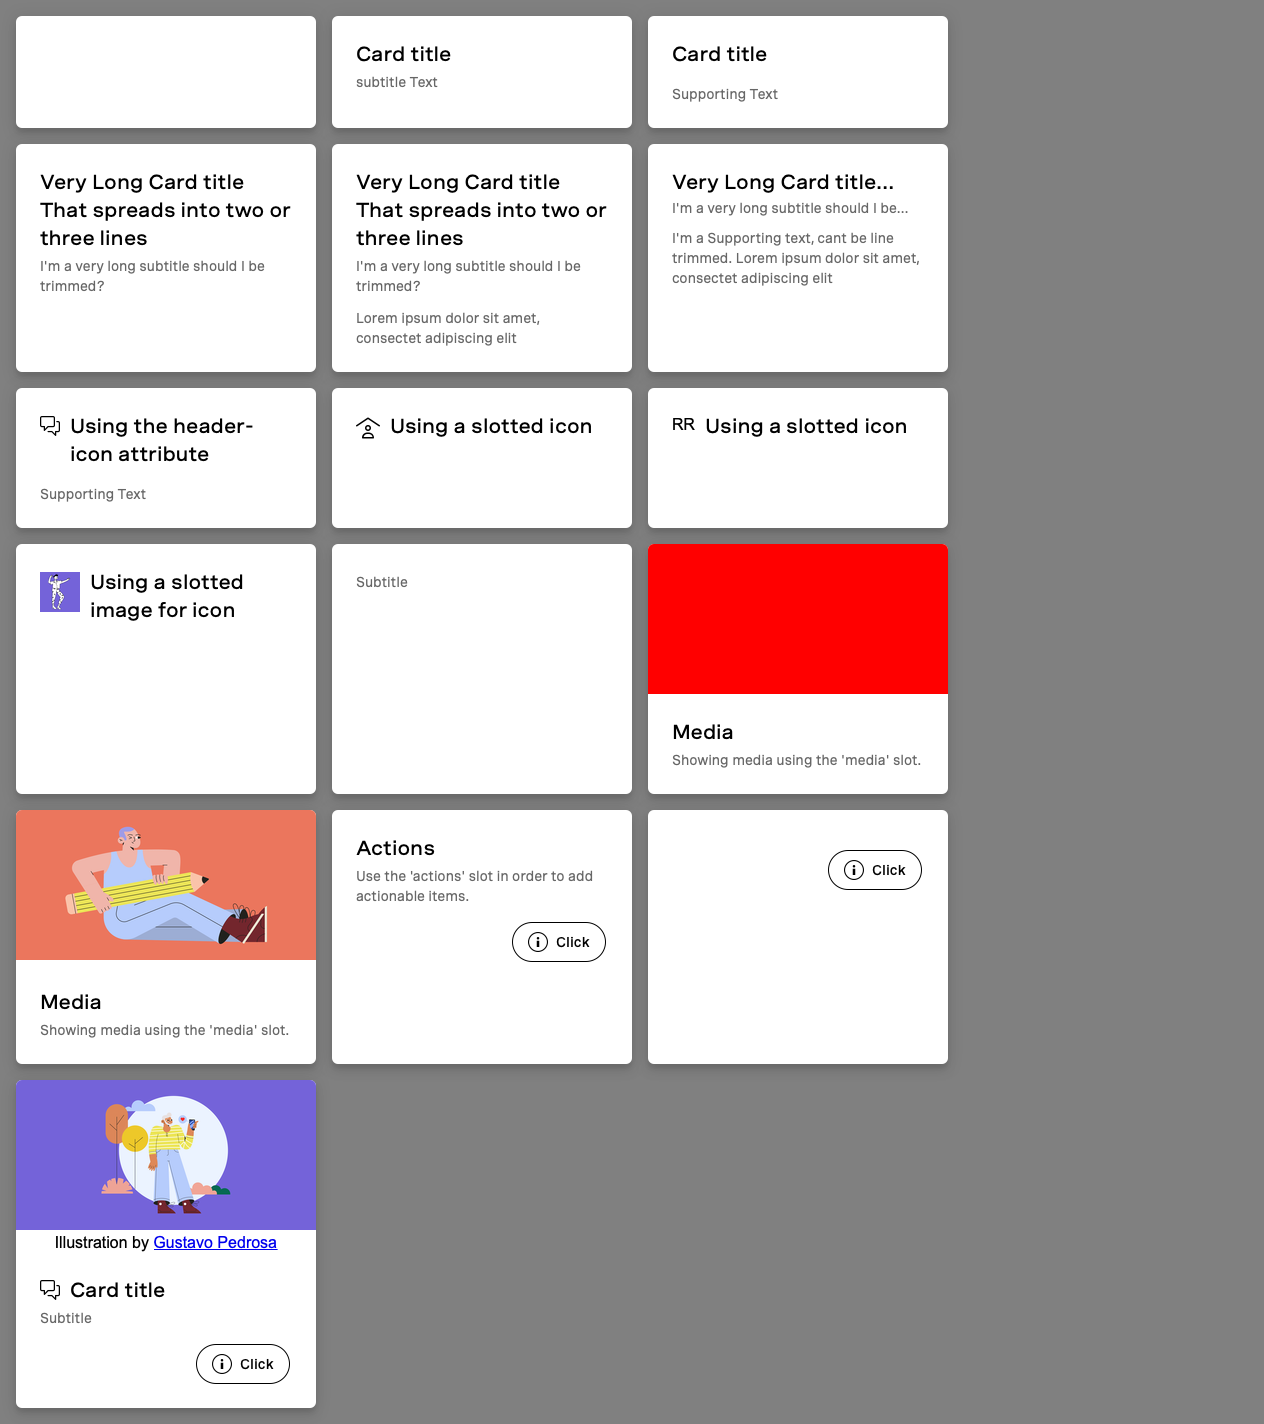 Card title
subtitle Text
Card title
Supporting Text
Very Long Card title
That spreads into two or
three lines
I'm a very long subtitle should I be
trimmed?
Very Long Card title
That spreads into two or
three lines
I'm a very long subtitle should I be
trimmed?
Lorem ipsum dolor sit amet,
consectet adipiscing elit
Very Long Card title...
I'm a very long subtitle should I be...
I'm a Supporting text, cant be line
trimmed. Lorem ipsum dolor sit amet,
consectet adipiscing elit
Using the header-
icon attribute
Supporting Text
Using a slotted icon
RR Using a slotted icon
Using a slotted
image for icon
Subtitle
Media
Showing media using the 'media' slot.
Media
Showing media using the 'media' slot.
Actions
Use the 'actions' slot in order to add
actionable items.
Click
Click
Illustration by Gustavo Pedrosa
Card title
Subtitle
Click